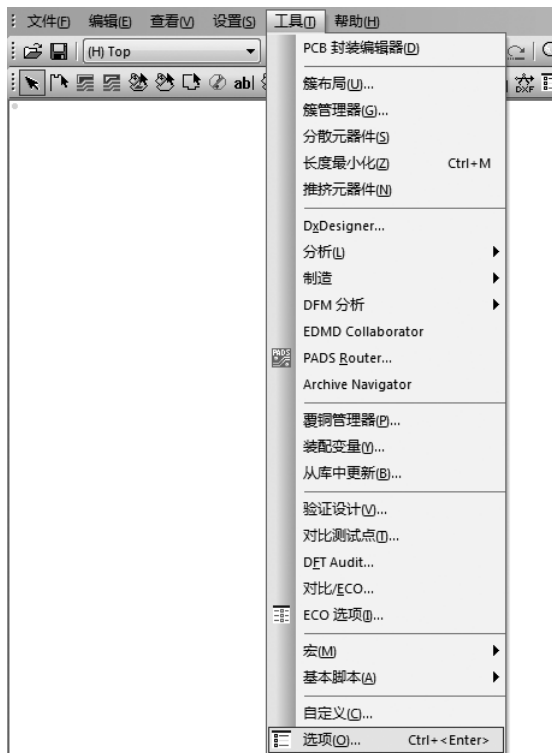 文件(F) 编辑(E) 查看(V) 设置(S) 工具(T) 帮助(H)
(H) Top
ab|
DXF
PCB 封装编辑器(D)
簇布局(U)...
簇管理器(G)...
分散元器件(S)
长度最小化(Z) Ctrl+M
推挤元器件(N)
DxDesigner...
分析(L)
制造
DFM 分析
EDMD Collaborator
PADS
PADS Router...
Archive Navigator
覆铜管理器(P)...
装配变量(Y)...
从库中更新(B)...
验证设计(V)...
对比测试点(T)...
DFT Audit...
对比/ECO...
ECO 选项(I)...
宏(M)
基本脚本(A)
自定义(C)...
选项(O)... Ctrl+<Enter>